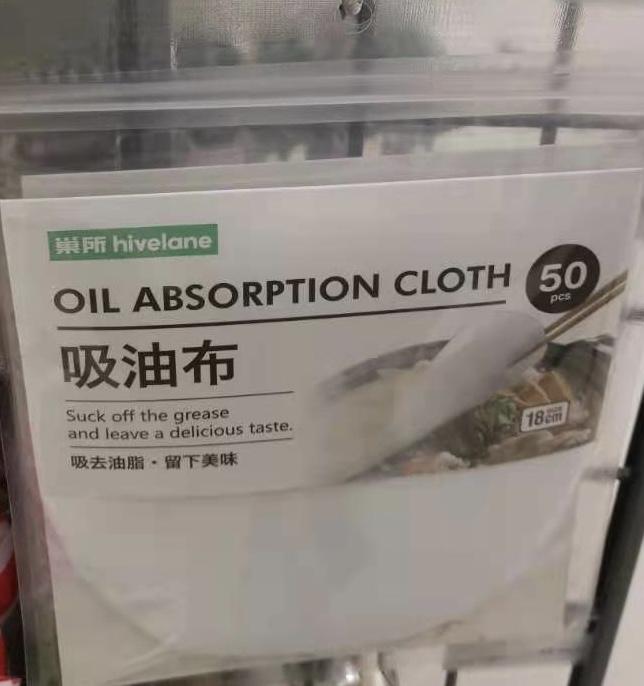 巢所 hivelane
OIL ABSORPTION CLOTH
50
pcs
吸油布
Suck off the grease
and leave a delicious taste.
吸去油脂·留下美味
SIZE
18cm